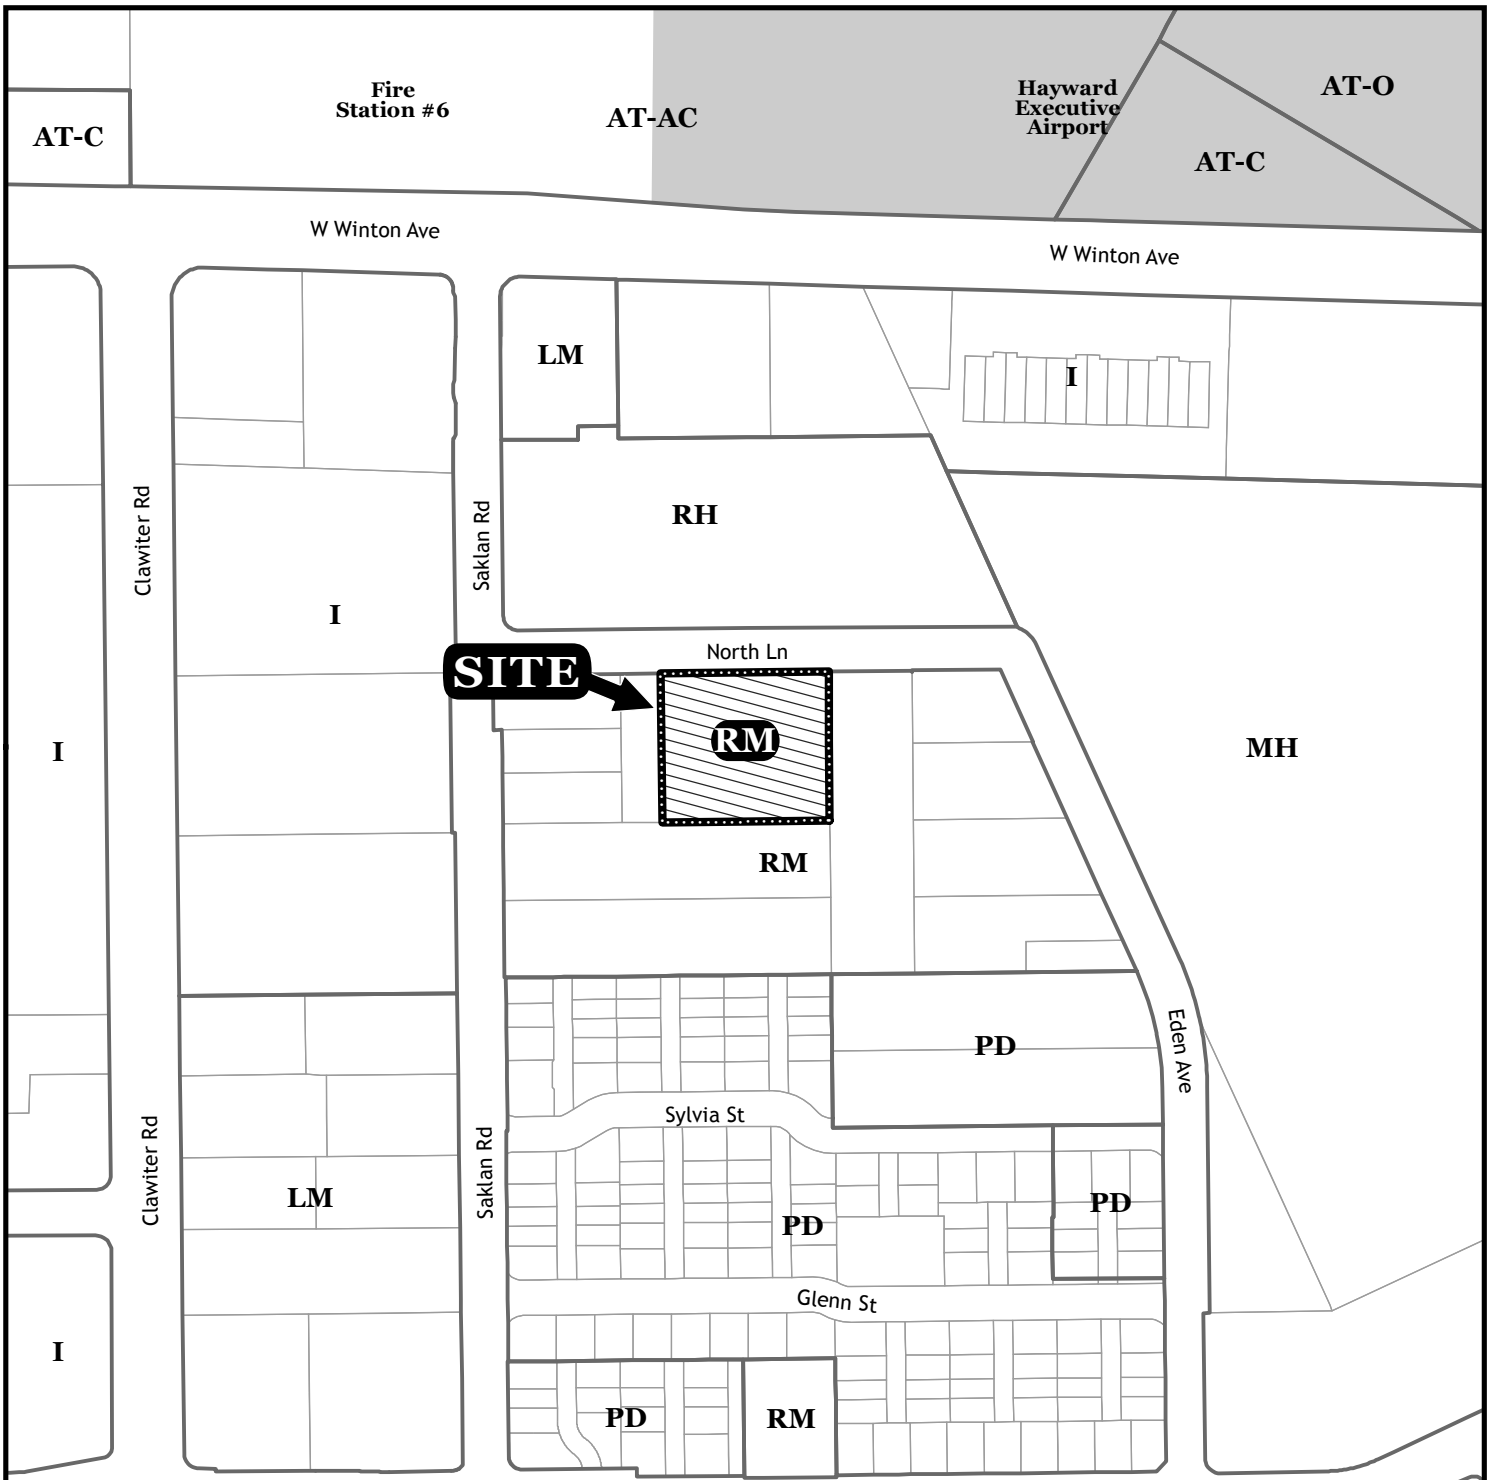 Fire
Station #6
AT-C
AT-AC
Hayward
Executive
Airport
AT-O
AT-C
W Winton Ave
W Winton Ave
LM
I
Clawiter Rd
Saklan Rd
RH
I
North Ln
SITE
RM
I
MH
RM
PD
Eden Ave
Sylvia St
Clawiter Rd
Saklan Rd
LM
PD
PD
Glenn St
I
PD
RM